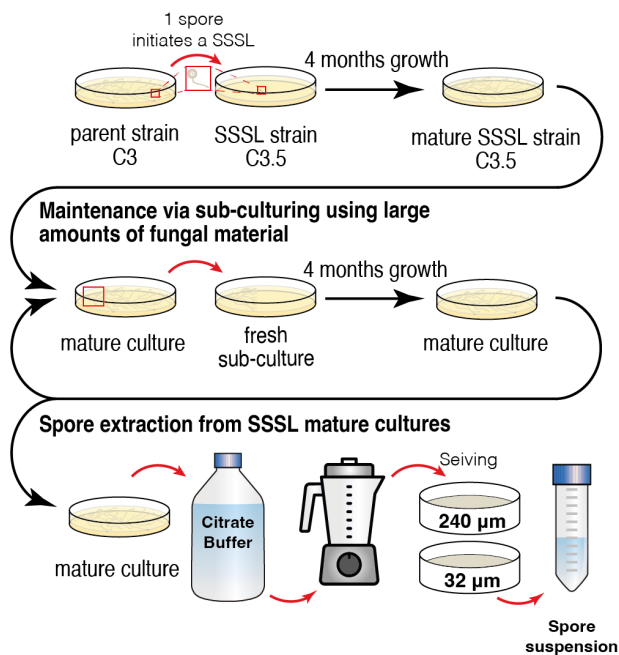 1 spore
initiates a SSSL
4 months growth
parent strain
C3
SSSL strain
C3.5
mature SSSL strain
C3.5
Maintenance via sub-culturing using large
amounts of fungal material
4 months growth
mature culture
fresh
sub-culture
mature culture
Spore extraction from SSSL mature cultures
Seiving
Citrate
Buffer
240 µm
32 µm
mature culture
Spore
suspension